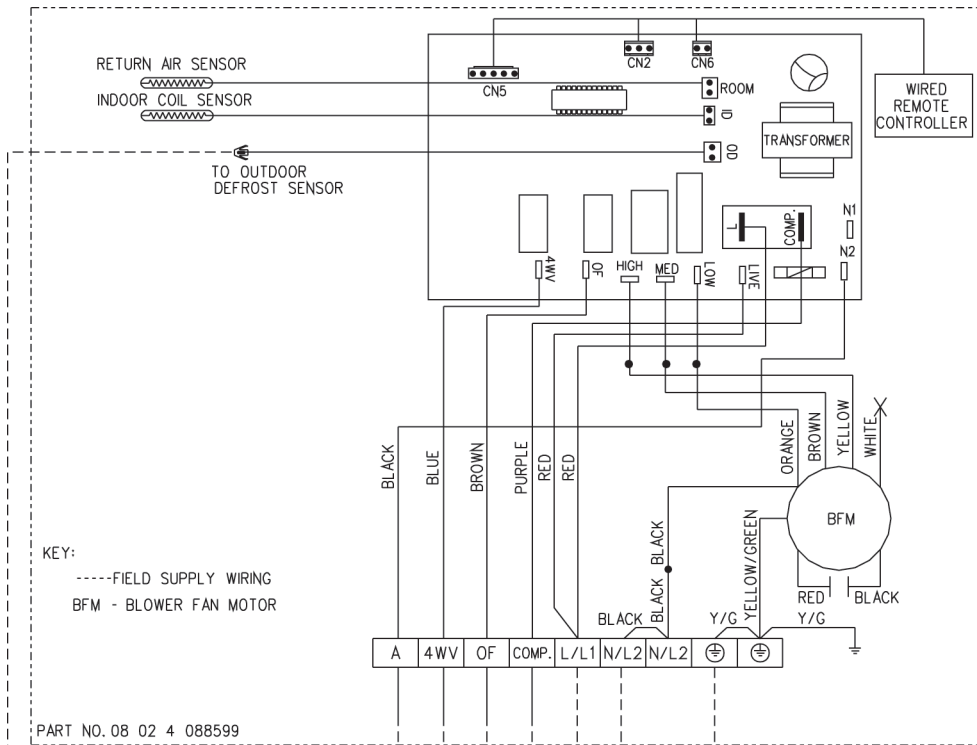 RETURN AIR SENSOR
INDOOR COIL SENSOR
TO OUTDOOR
DEFROST SENSOR
CN5
CN2
CN6
ROOM
ID
OD
TRANSFORMER
WIRED
REMOTE
CONTROLLER
L
COMP.
N1
N2
4WV
OF
HIGH
MED
LOW
LIVE
BLACK
BLUE
BROWN
PURPLE
RED
RED
ORANGE
BROWN
YELLOW
WHITE
BFM
BLACK
BLACK
YELLOW/GREEN
RED
BLACK
BLACK
Y/G
Y/G
KEY:
-----FIELD SUPPLY WIRING
BFM - BLOWER FAN MOTOR
A
4WV
OF
COMP.
L/L1
N/L2
N/L2
PART NO. 08 02 4 088599